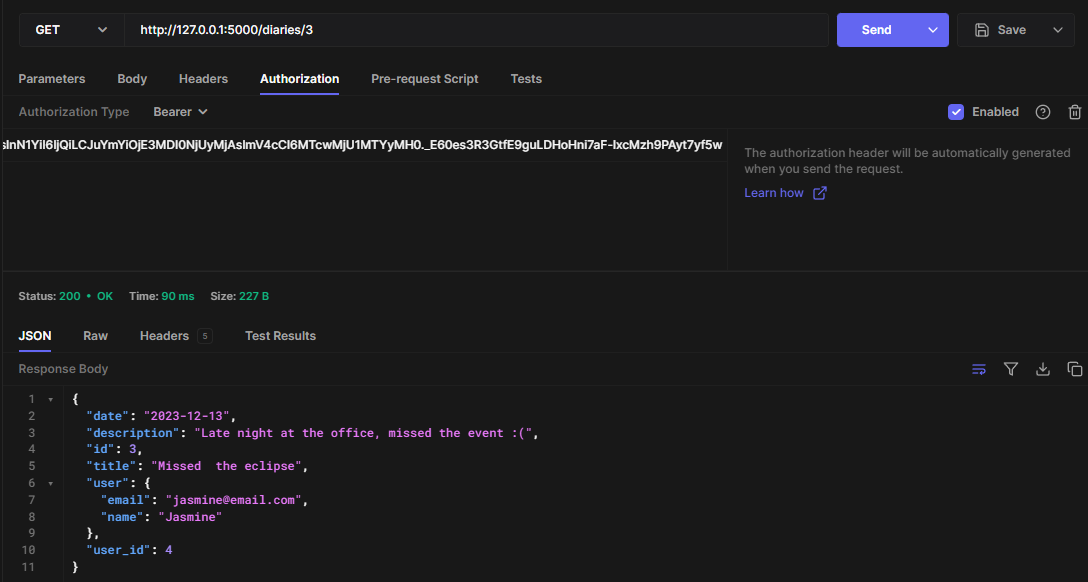 GET
http://127.0.0.1:5000/diaries/3
Send
Save
Parameters
Body
Headers
Authorization
Pre-request Script
Tests
Authorization Type
Bearer
Enabled
The authorization header will be automatically generated
when you send the request.
Learn how
Status: 200 • OK
Time: 90 ms
Size: 227 B
JSON
Raw
Headers 5
Test Results
Response Body
1 {
2 "date": "2023-12-13",
3 "description": "Late night at the office, missed the event :(",
4 "id": 3,
5 "title": "Missed  the eclipse",
6 "user": {
7 "email": "jasmine@email.com",
8 "name": "Jasmine"
9 },
10 "user_id": 4
11 }